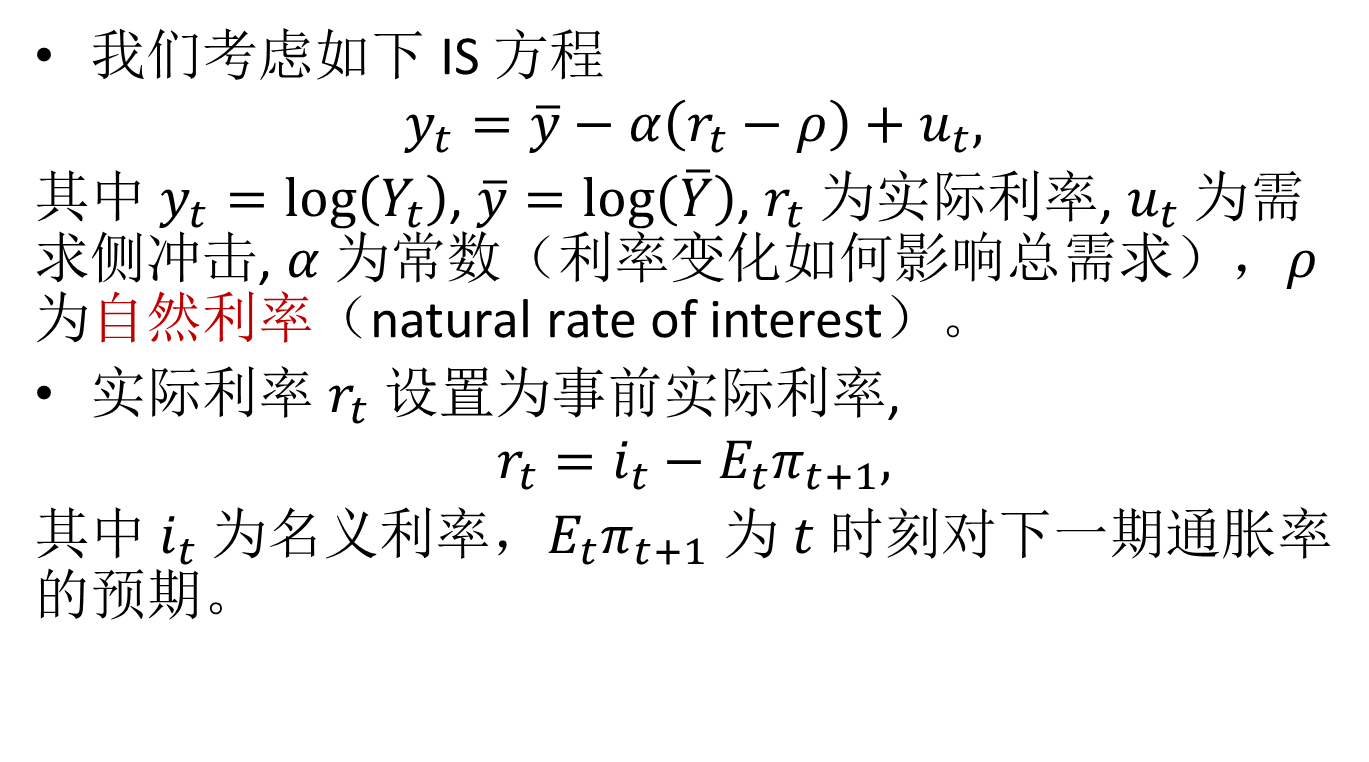 • 我们考虑如下 IS 方程
y_t = ȳ − α(r_t − ρ) + u_t,
其中 y_t = log(Y_t), ȳ = log(Ȳ), r_t 为实际利率, u_t 为需
求侧冲击, α 为常数（利率变化如何影响总需求），ρ
为自然利率（natural rate of interest）。
• 实际利率 r_t 设置为事前实际利率,
r_t = i_t − E_tπ_{t+1},
其中 i_t 为名义利率，E_tπ_{t+1} 为 t 时刻对下一期通胀率
的预期。